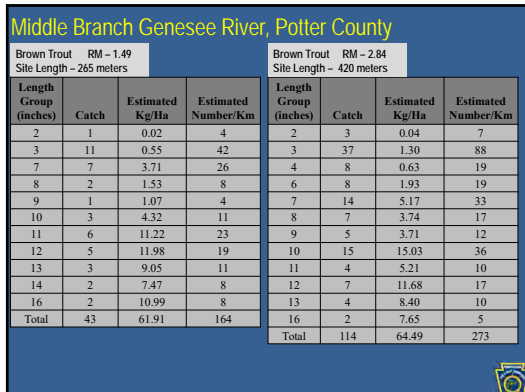 Middle Branch Genesee River, Potter County
Brown Trout RM – 1.49
Site Length – 265 meters
Length Group (inches) Catch Estimated Kg/Ha Estimated Number/Km
2 1 0.02 4
3 11 0.55 42
7 7 3.71 26
8 2 1.53 8
9 1 1.07 4
10 3 4.32 11
11 6 11.22 23
12 5 11.98 19
13 3 9.05 11
14 2 7.47 8
16 2 10.99 8
Total 43 61.91 164
Brown Trout RM – 2.84
Site Length – 420 meters
Length Group (inches) Catch Estimated Kg/Ha Estimated Number/Km
2 3 0.04 7
3 37 1.30 88
4 8 0.63 19
6 8 1.93 19
7 14 5.17 33
8 7 3.74 17
9 5 3.71 12
10 15 15.03 36
11 4 5.21 10
12 7 11.68 17
13 4 8.40 10
16 2 7.65 5
Total 114 64.49 273